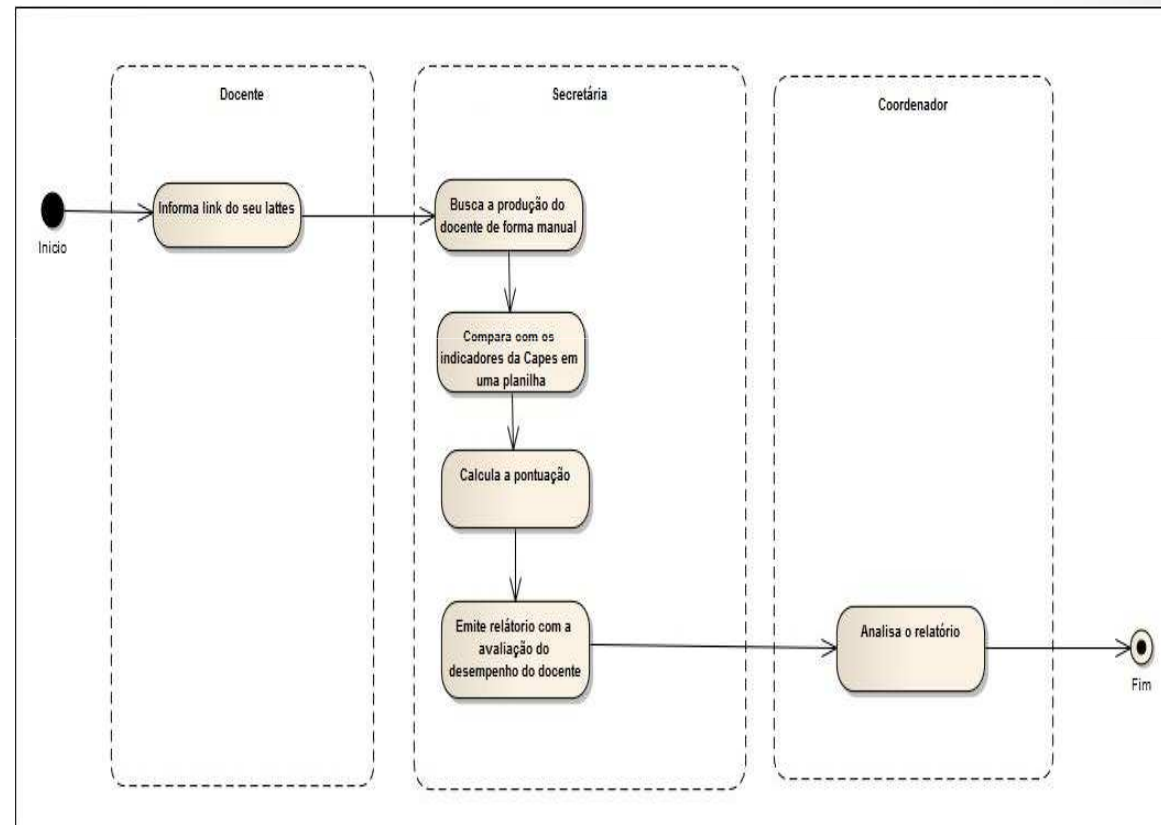 Docente
Secretária
Coordenador
Inicio
Informa link do seu lattes
Busca a produção do
docente de forma manual
Compara com os
indicadores da Capes em
uma planilha
Calcula a pontuação
Emite relátorio com a
avaliação do
desempenho do docente
Analisa o relatório
Fim